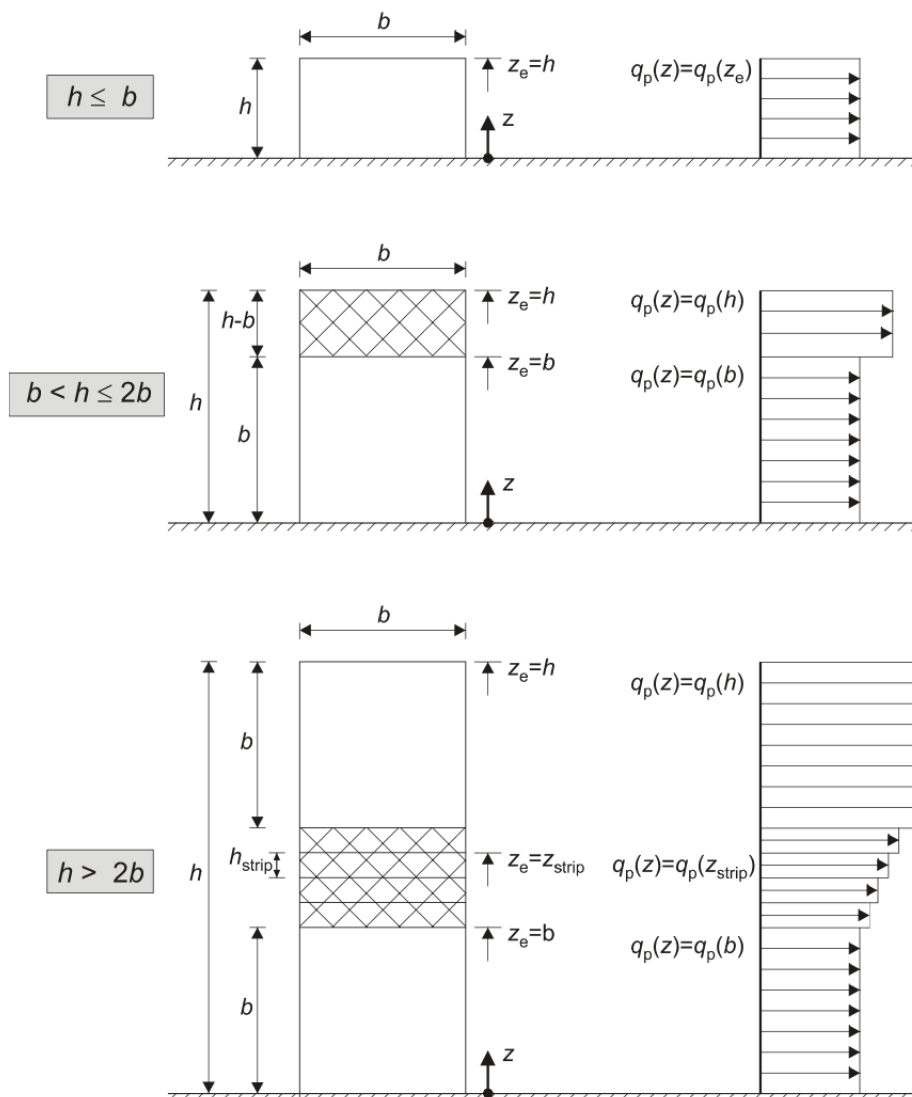 b
h ≤ b
h
z_e=h
z
q_p(z)=q_p(z_e)
b
b < h ≤ 2b
h
h-b
b
z_e=h
z_e=b
z
q_p(z)=q_p(h)
q_p(z)=q_p(b)
b
h > 2b
h
b
h_strip
b
z_e=h
z_e=z_strip
z_e=b
z
q_p(z)=q_p(h)
q_p(z)=q_p(z_strip)
q_p(z)=q_p(b)